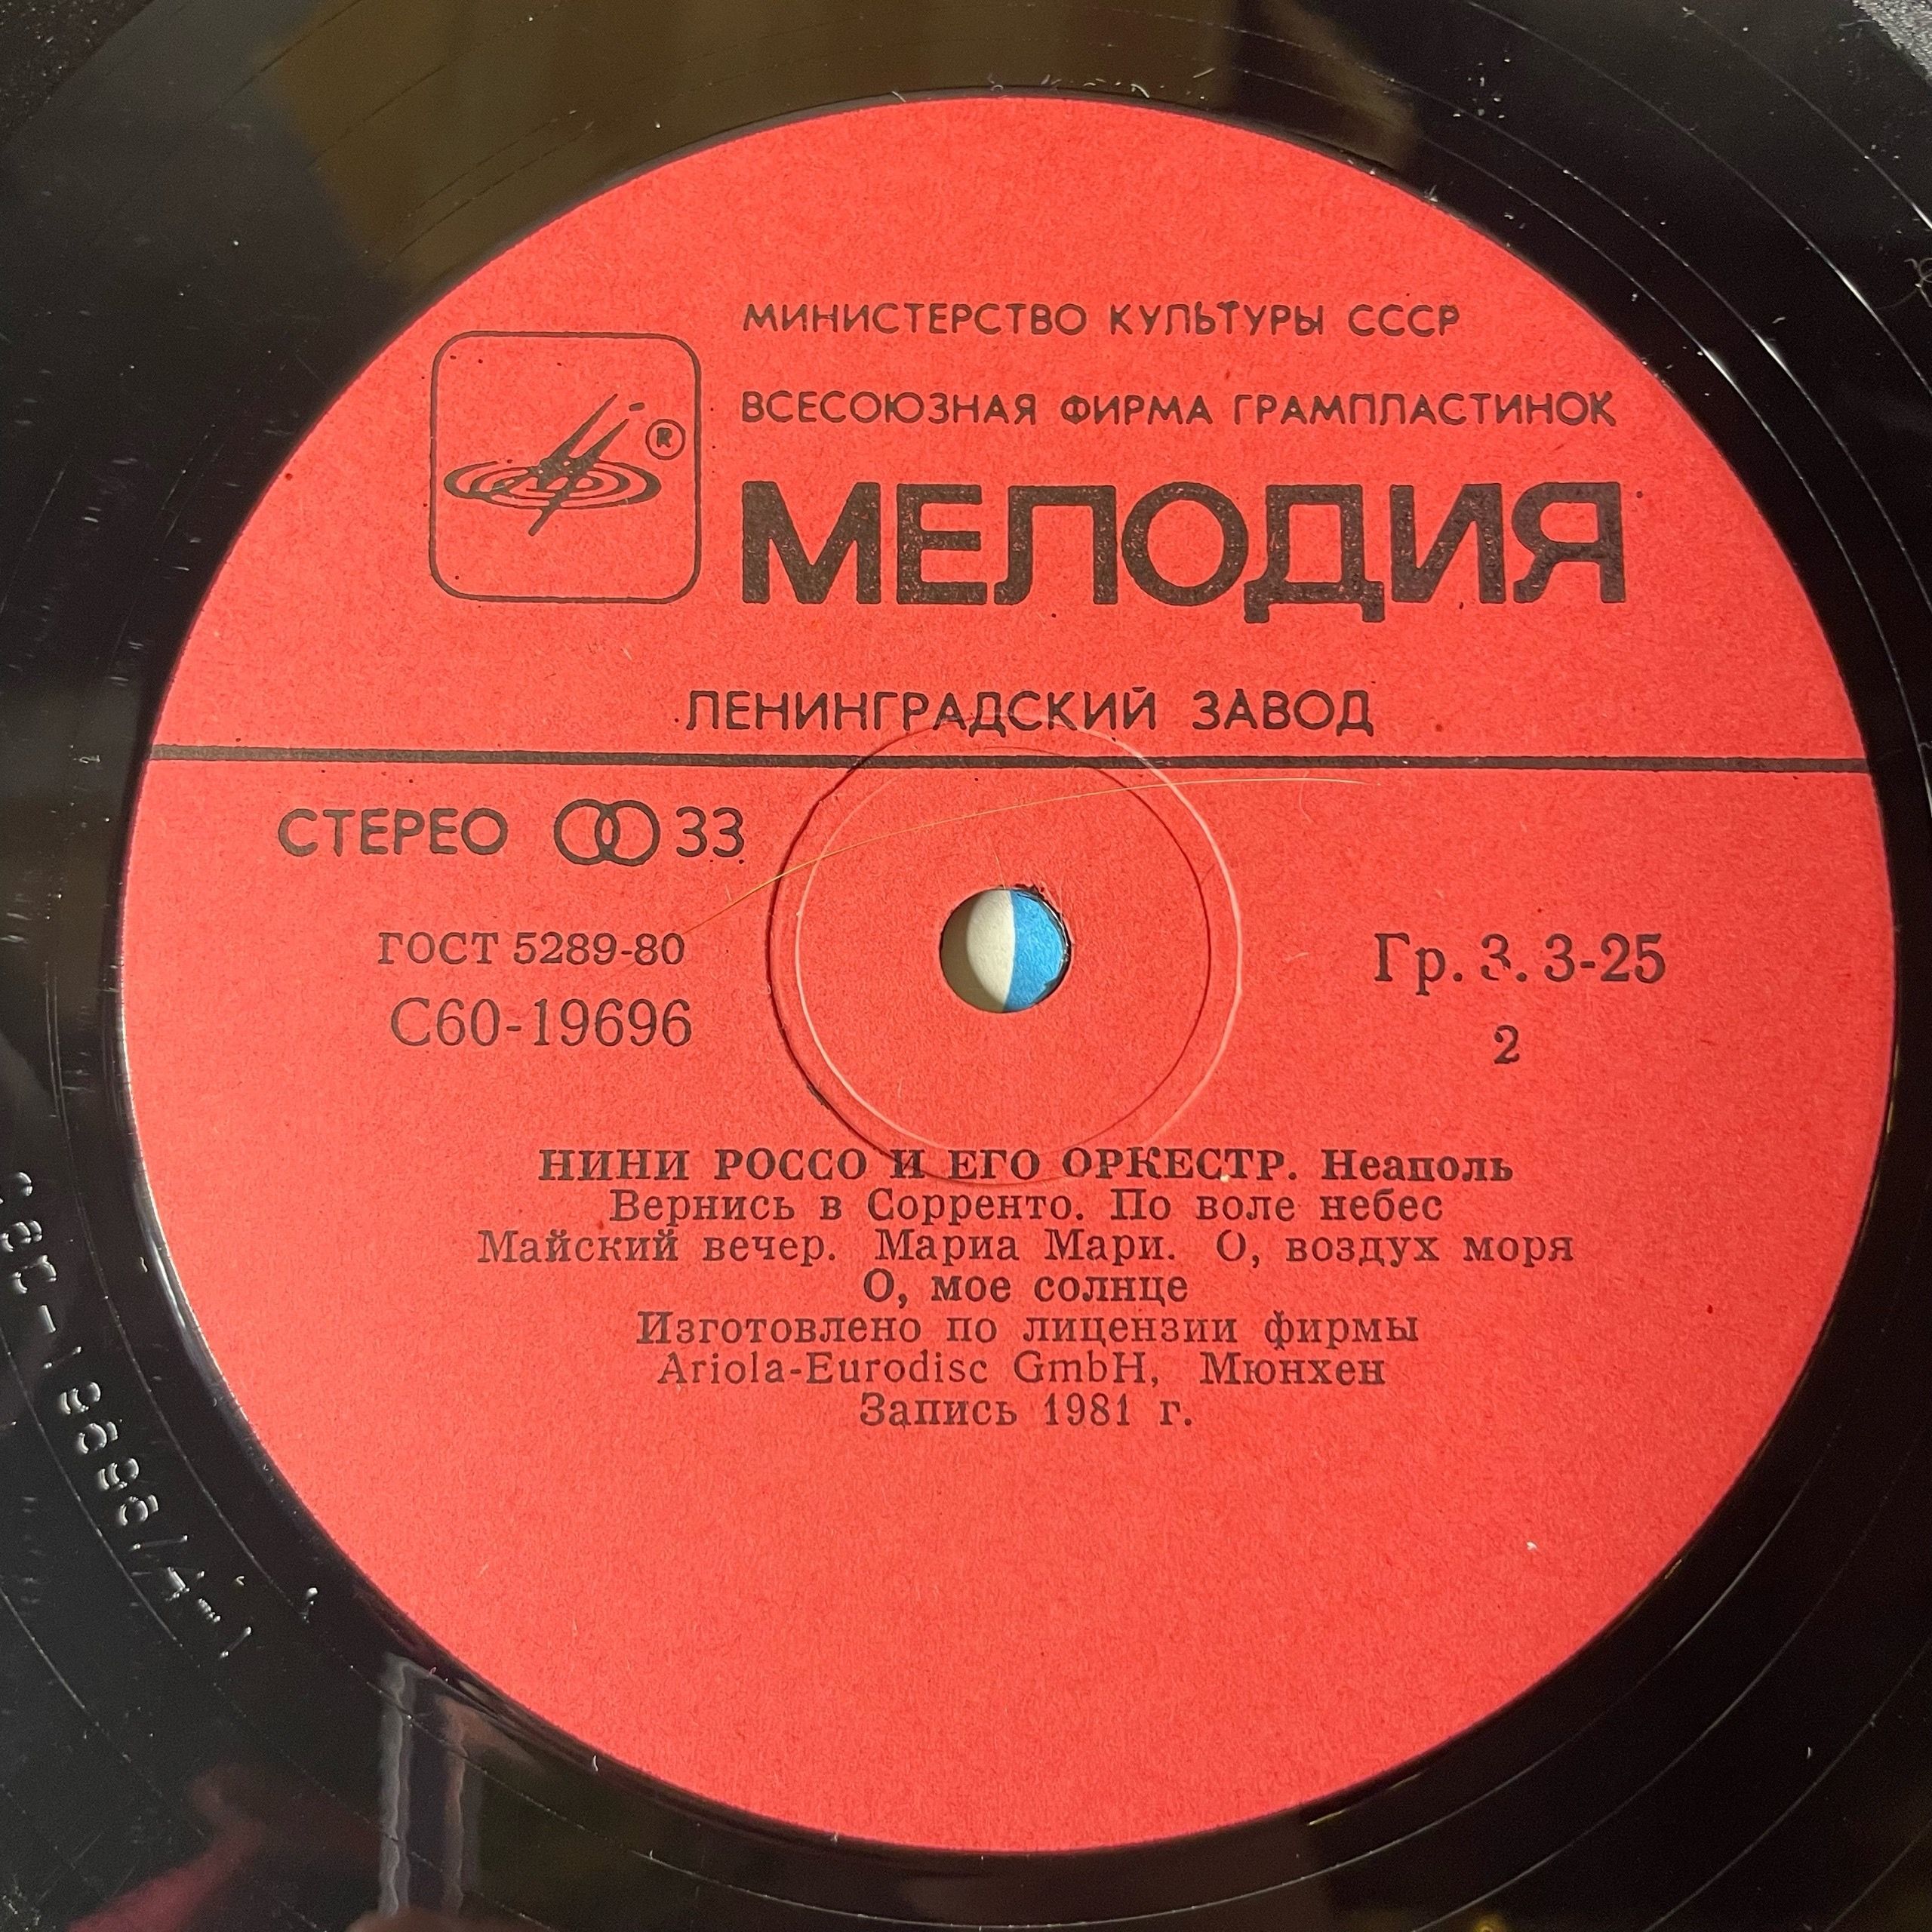 МИНИСТЕРСТВО КУЛЬТУРЫ СССР
ВСЕСОЮЗНАЯ ФИРМА ГРАМПЛАСТИНОК
®
МЕЛОДИЯ
ЛЕНИНГРАДСКИЙ ЗАВОД
СТЕРЕО 33
ГОСТ 5289-80
С60-19696
Гр. 3. 3-25
2
НИНИ РОССО И ЕГО ОРКЕСТР. Неаполь
Вернись в Сорренто. По воле небес
Майский вечер. Мариа Мари. О, воздух моря
О, мое солнце
Изготовлено по лицензии фирмы
Ariola-Eurodisc GmbH, Мюнхен
Запись 1981 г.